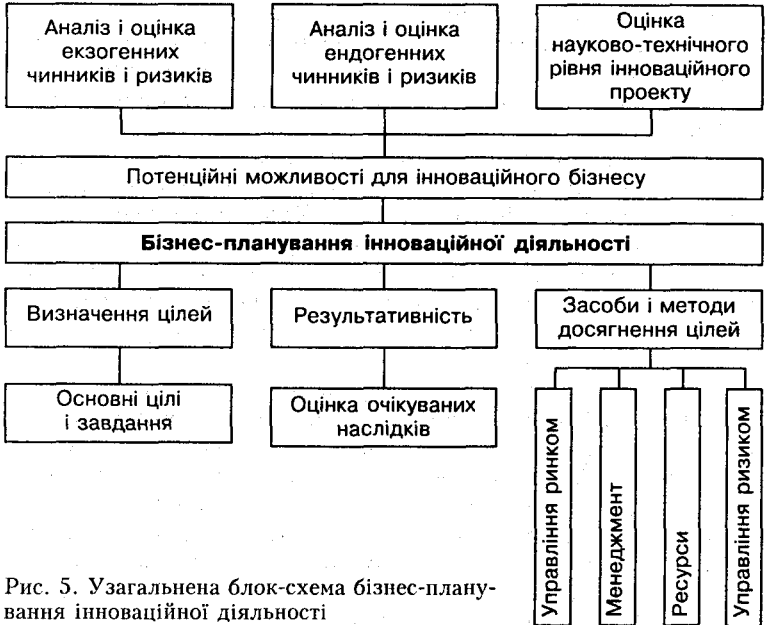 Аналіз і оцінка
екзогенних
чинників і ризиків
Аналіз і оцінка
ендогенних
чинників і ризиків
Оцінка
науково-технічного
рівня інноваційного
проекту
Потенційні можливості для інноваційного бізнесу
Бізнес-планування інноваційної діяльності
Визначення цілей
Результативність
Засоби і методи
досягнення цілей
Основні цілі
і завдання
Оцінка очікуваних
наслідків
Управління ринком
Менеджмент
Ресурси
Управління ризиком
Рис. 5. Узагальнена блок-схема бізнес-плану-
вання інноваційної діяльності